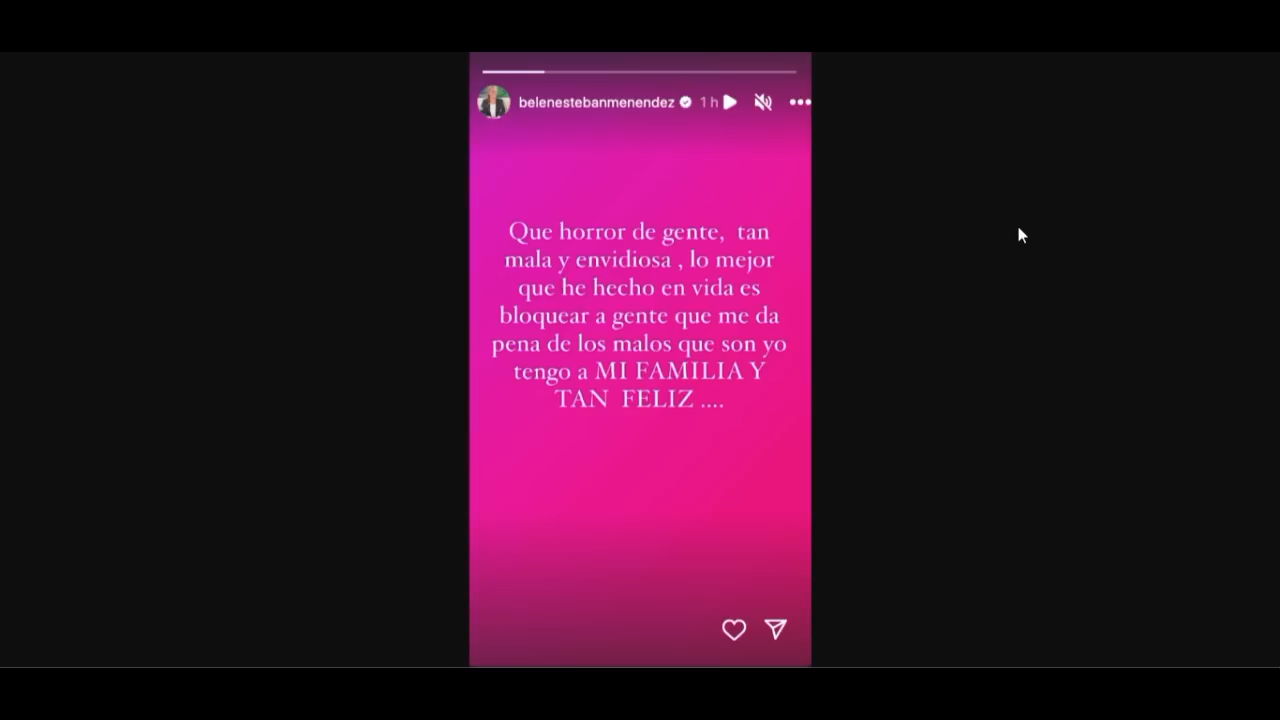 belenestebanmenendez 1 h
Que horror de gente, tan
mala y envidiosa , lo mejor
que he hecho en vida es
bloquear a gente que me da
pena de los malos que son yo
tengo a MI FAMILIA Y
TAN FELIZ ....